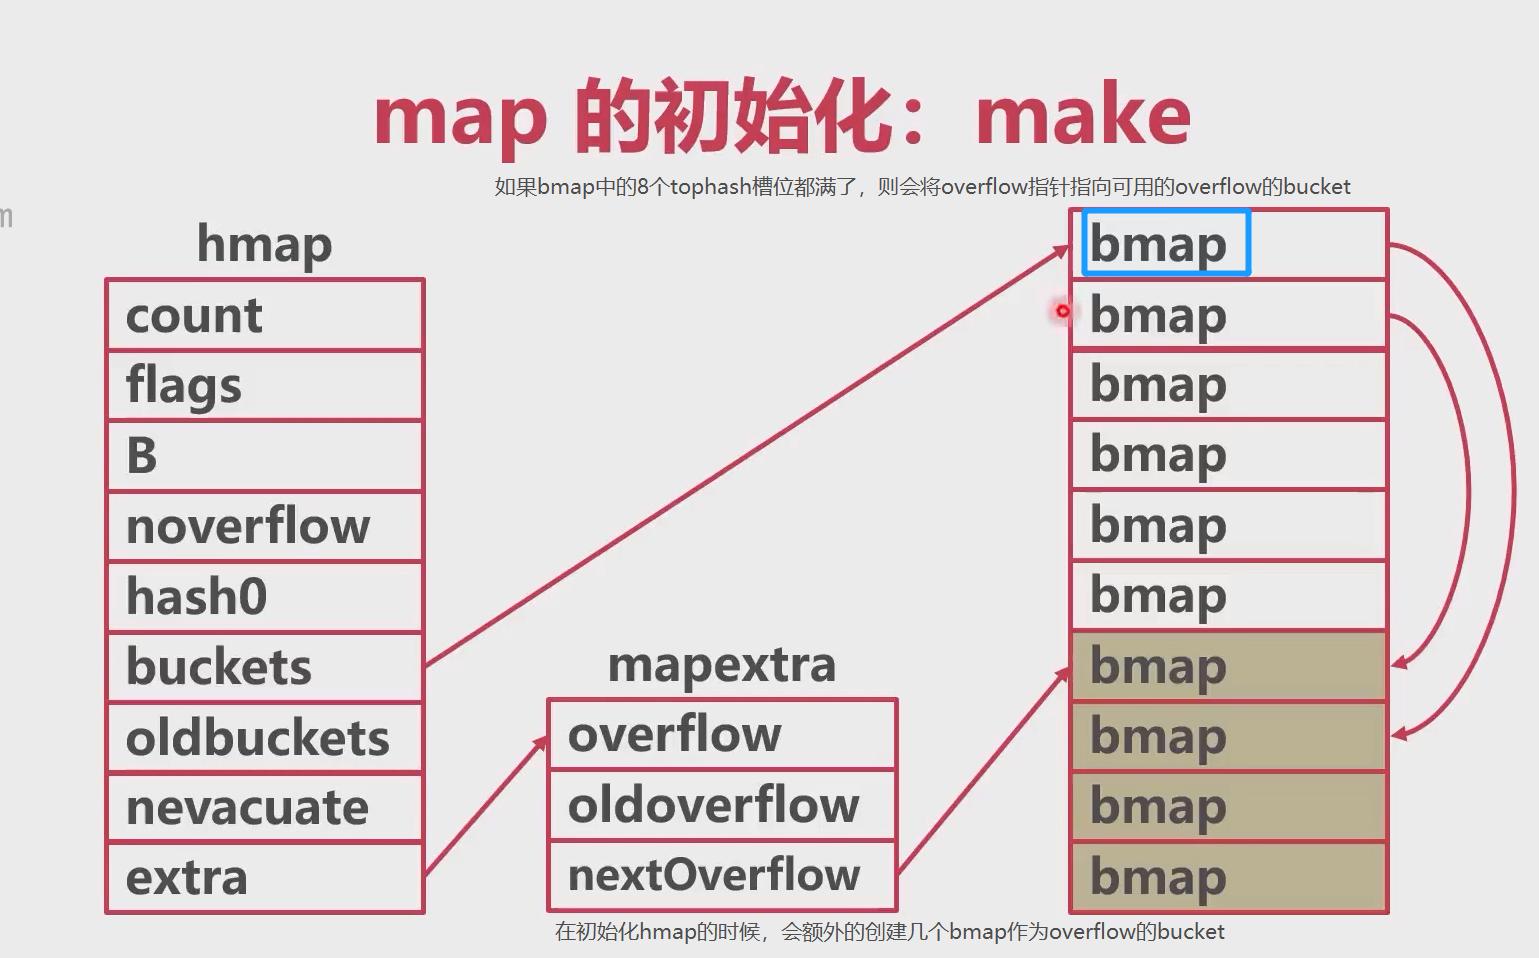 map 的初始化：make
如果bmap中的8个tophash槽位都满了，则会将overflow指针指向可用的overflow的bucket
m
hmap
count
flags
B
noverflow
hash0
buckets
oldbuckets
nevacuate
extra
mapextra
overflow
oldoverflow
nextOverflow
bmap
bmap
bmap
bmap
bmap
bmap
bmap
bmap
bmap
bmap
在初始化hmap的时候，会额外的创建几个bmap作为overflow的bucket